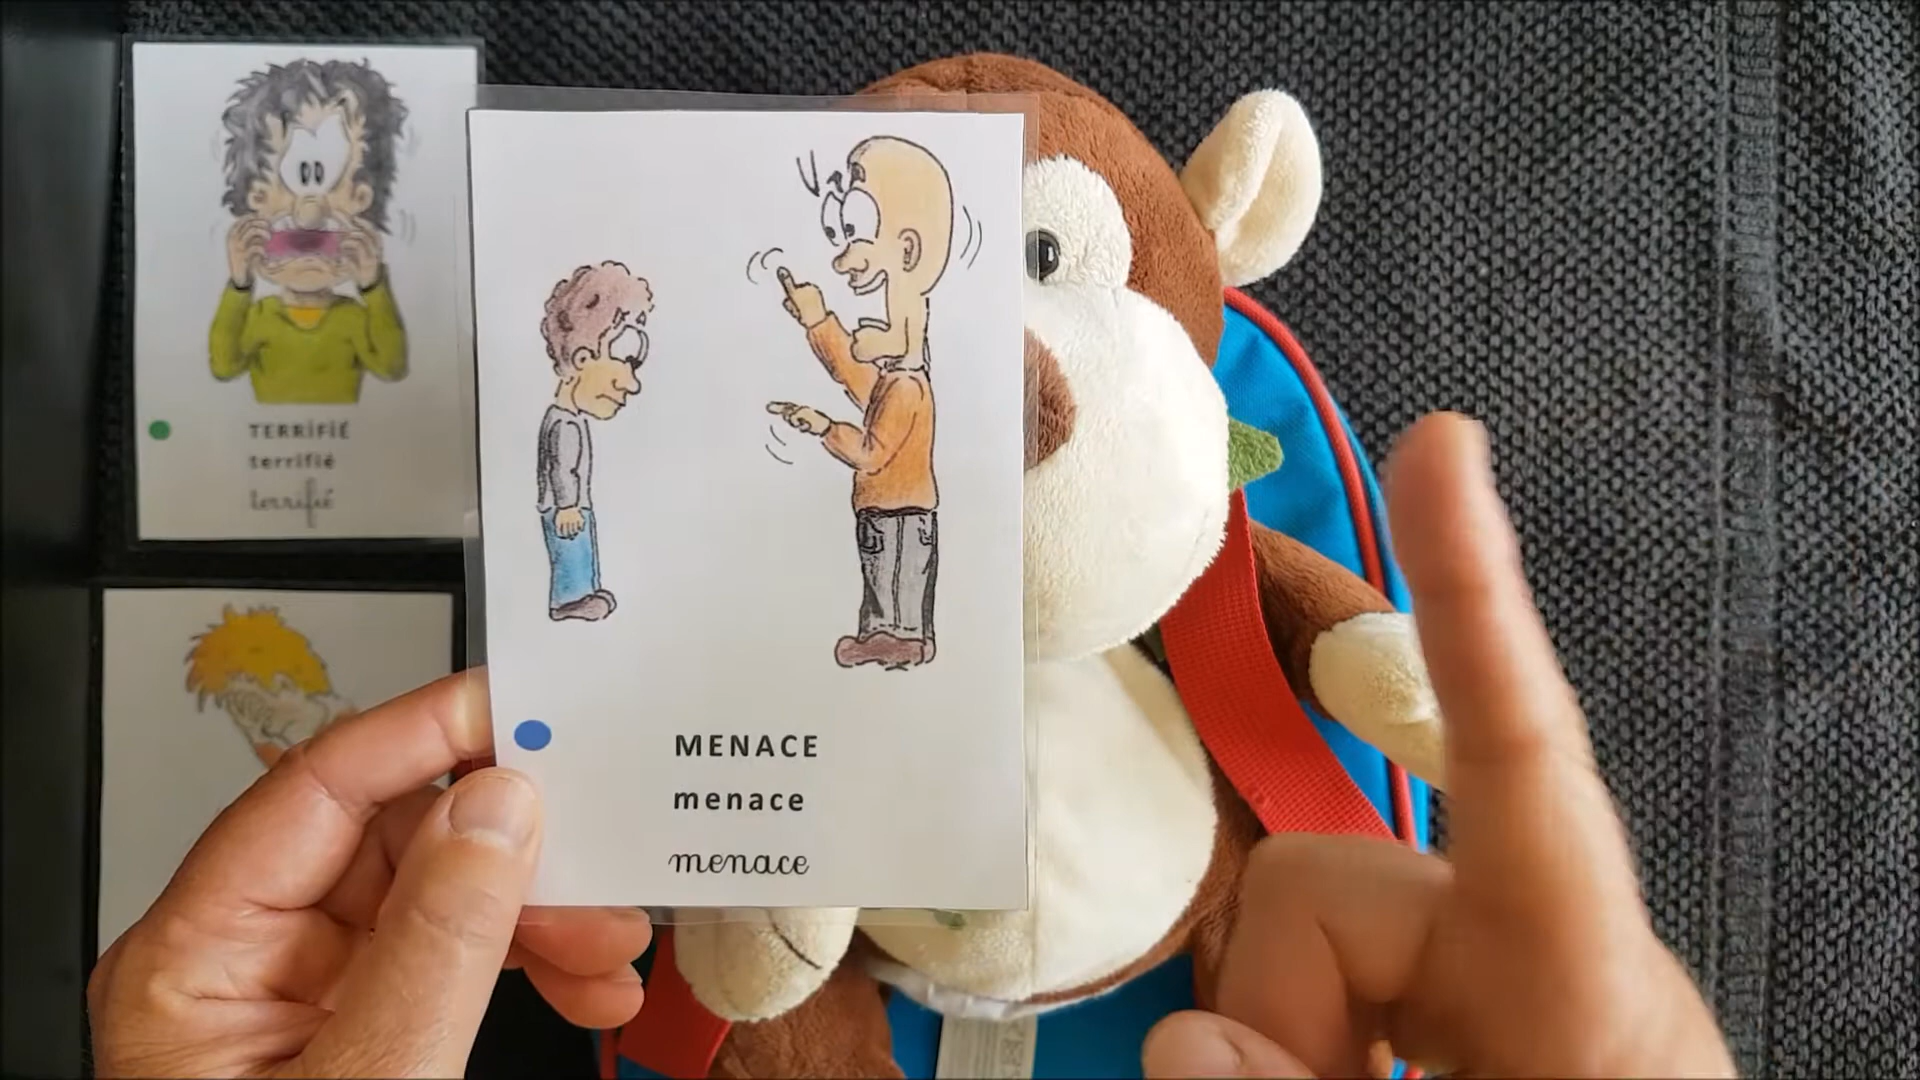 TERRiFiÉ
terrifié
terrifié
MENACE
menace
menace